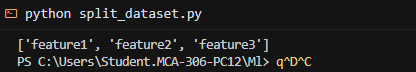 python split_dataset.py
['feature1', 'feature2', 'feature3']
PS C:\Users\Student.MCA-306-PC12\Ml> q^D^C